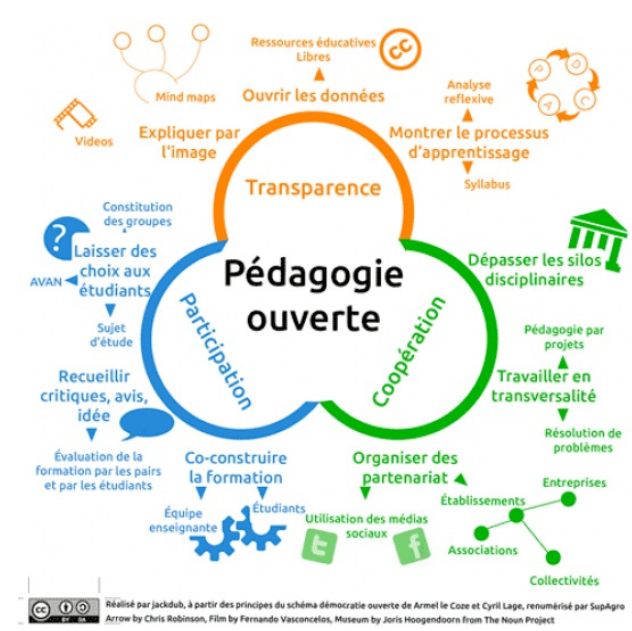 Ressources éducatives
Libres
cc
Ouvrir les données
Mind maps
Videos
Expliquer par
l'image
Analyse
reflexive
P
D
C
A
Montrer le processus
d'apprentissage
Syllabus
Transparence
Pédagogie
ouverte
Participation
Coopération
Constitution
des groupes
?
Laisser des
choix aux
étudiants
AVAN
Sujet
d'étude
Recueillir
critiques, avis,
idée
Évaluation de la
formation par les pairs
et par les étudiants
Co-construire
la formation
Équipe
enseignante
Étudiants
Dépasser les silos
disciplinaires
Pédagogie par
projets
Travailler en
transversalité
Résolution de
problèmes
Organiser des
partenariat
Utilisation des médias
sociaux
t
f
Établissements
Entreprises
Associations
Collectivités
cc
Réalisé par jackdub, à partir des principes du schéma démocratie ouverte de Armel le Coze et Cyril Lage, renumérisé par SupAgro
Arrow by Chris Robinson, Film by Fernando Vasconcelos, Museum by Joris Hoogendoorn from The Noun Project